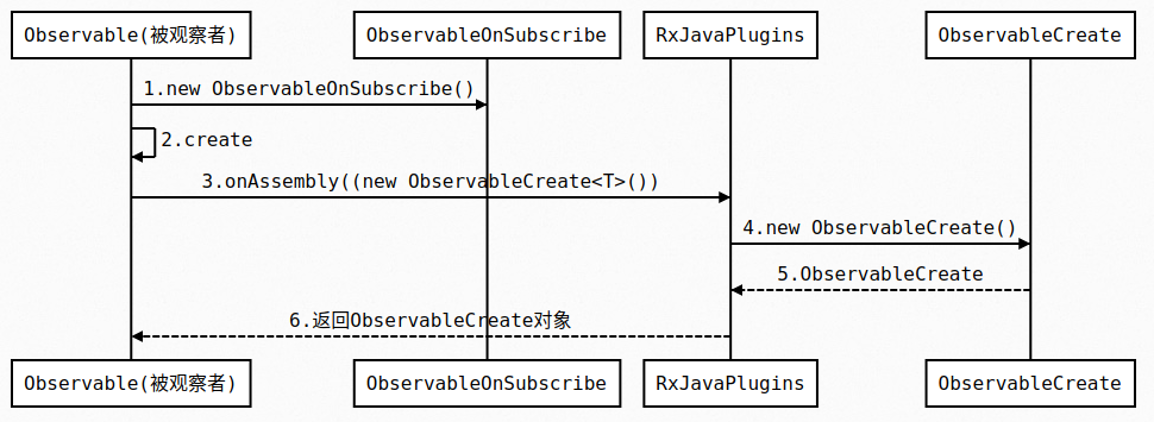 Observable(被观察者)
ObservableOnSubscribe
RxJavaPlugins
ObservableCreate
1.new ObservableOnSubscribe()
2.create
3.onAssembly((new ObservableCreate<T>())
4.new ObservableCreate()
5.ObservableCreate
6.返回ObservableCreate对象
Observable(被观察者)
ObservableOnSubscribe
RxJavaPlugins
ObservableCreate